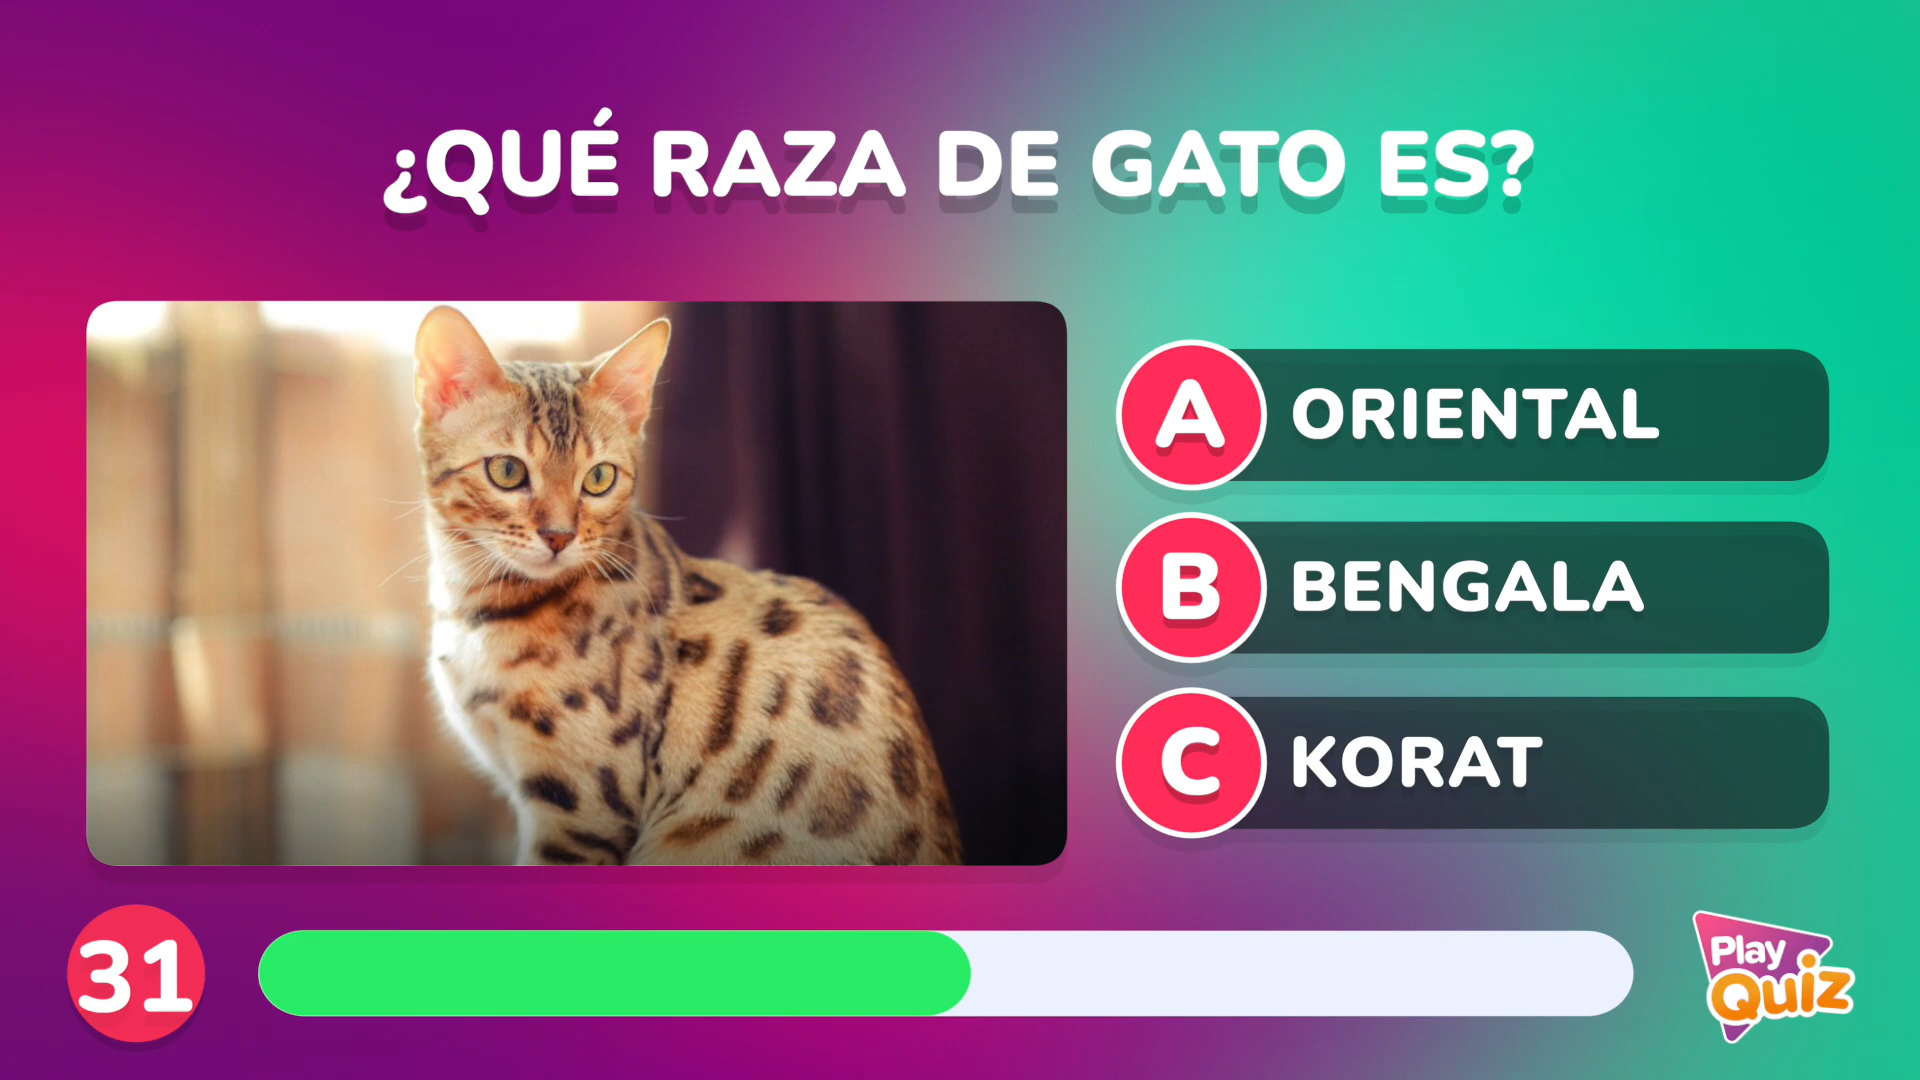 ¿QUÉ RAZA DE GATO ES?
A ORIENTAL
B BENGALA
C KORAT
31
Play
Quiz